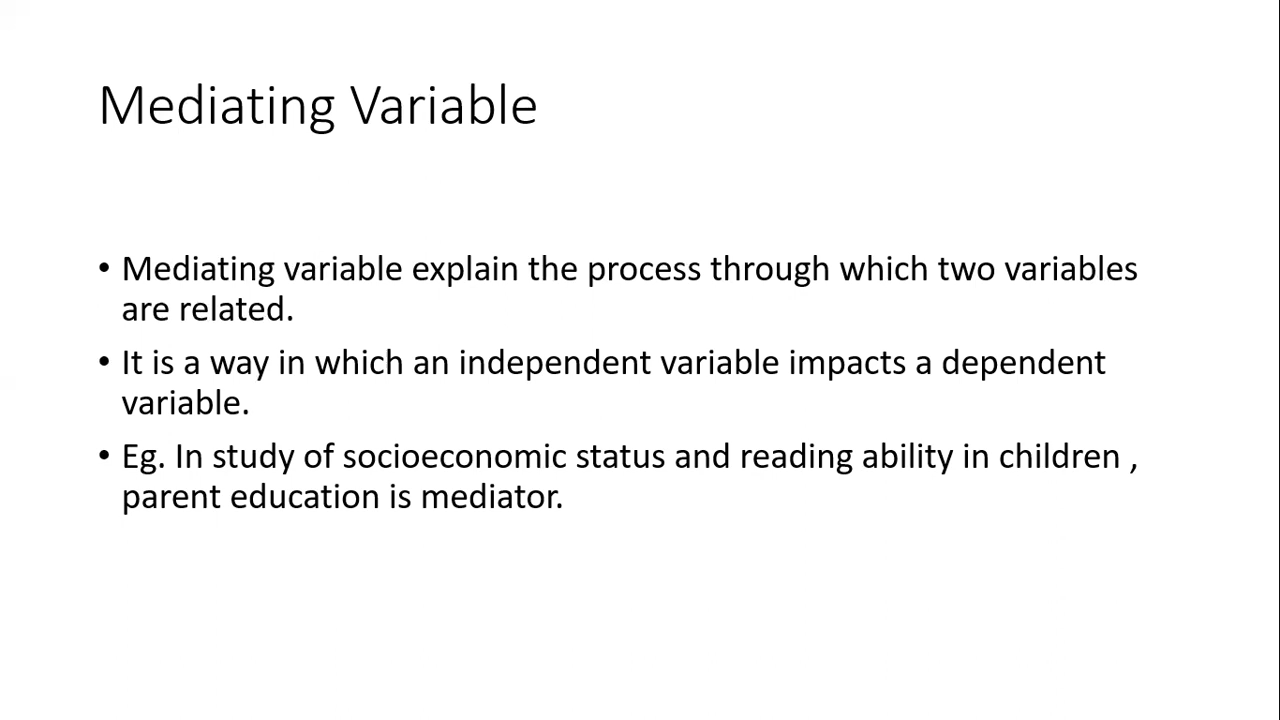 Mediating Variable
• Mediating variable explain the process through which two variables
are related.
• It is a way in which an independent variable impacts a dependent
variable.
• Eg. In study of socioeconomic status and reading ability in children ,
parent education is mediator.